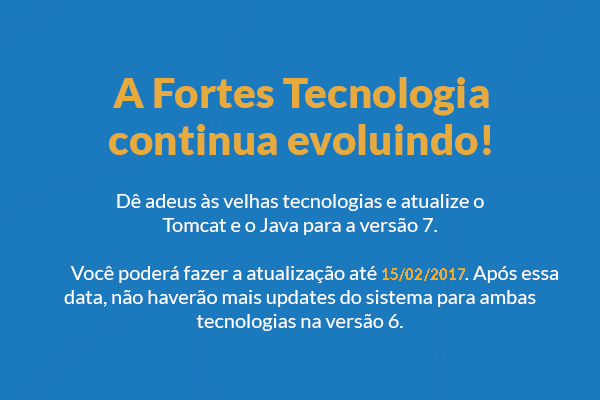 A Fortes Tecnologia
continua evoluindo!
Dê adeus às velhas tecnologias e atualize o
Tomcat e o Java para a versão 7.
Você poderá fazer a atualização até 15/02/2017. Após essa
data, não haverão mais updates do sistema para ambas
tecnologias na versão 6.